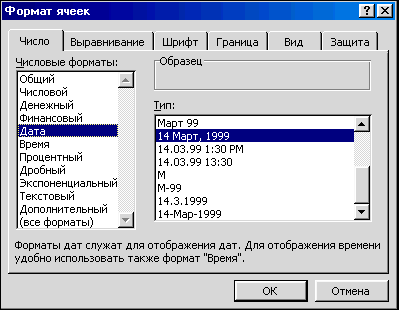 Формат ячеек
Число Выравнивание Шрифт Граница Вид Защита
Числовые форматы:
Общий
Числовой
Денежный
Финансовый
Дата
Время
Процентный
Дробный
Экспоненциальный
Текстовый
Дополнительный
(все форматы)
Образец
Тип:
Март 99
14 Март, 1999
14.03.99 1:30 PM
14.03.99 13:30
М
М-99
14.3.1999
14-Мар-1999
Форматы дат служат для отображения дат. Для отображения времени
удобно использовать также формат "Время".
OK Отмена